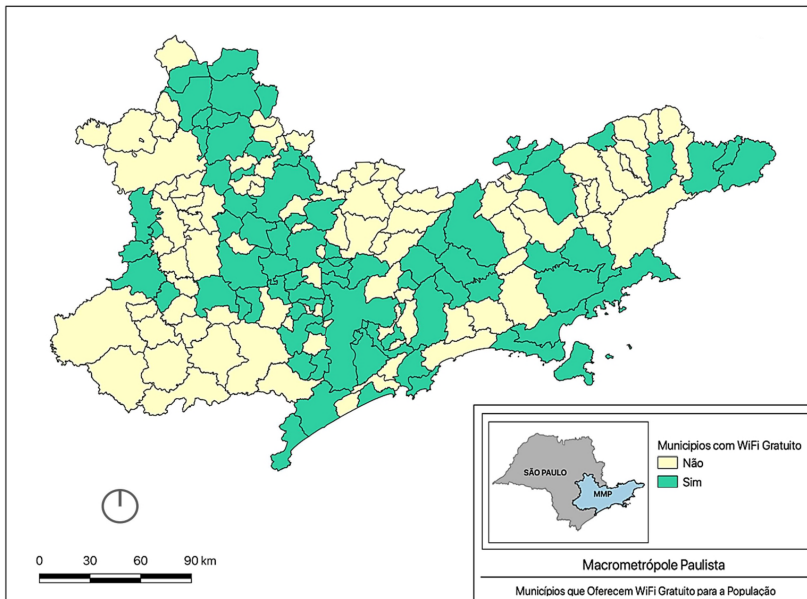 0 30 60 90 km
SÃO PAULO
MMP
Municipios com WiFi Gratuito
Não
Sim
Macrometrópole Paulista
Municípios que Oferecem WiFi Gratuito para a População